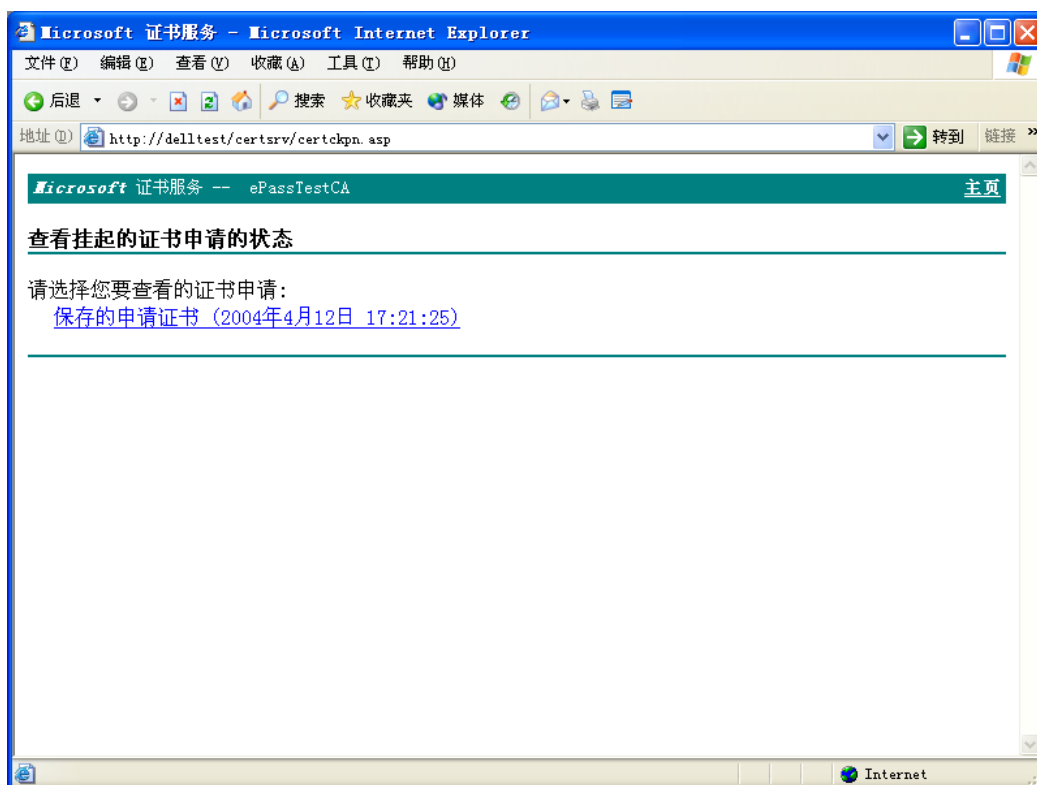 Microsoft 证书服务 - Microsoft Internet Explorer
文件(F) 编辑(E) 查看(V) 收藏(A) 工具(T) 帮助(H)
后退 搜索 收藏夹 媒体
地址(D) http://delltest/certsrv/certckpn.asp 转到 链接 »
Microsoft 证书服务 -- ePassTestCA 主页
查看挂起的证书申请的状态
请选择您要查看的证书申请:
保存的申请证书 (2004年4月12日 17:21:25)
Internet